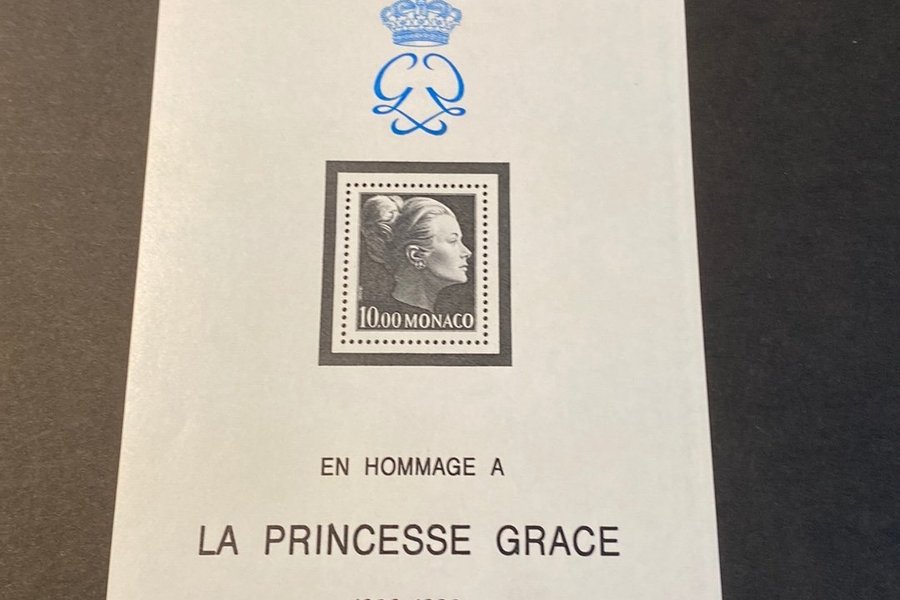 10.00 MONACO
EN HOMMAGE A
LA PRINCESSE GRACE